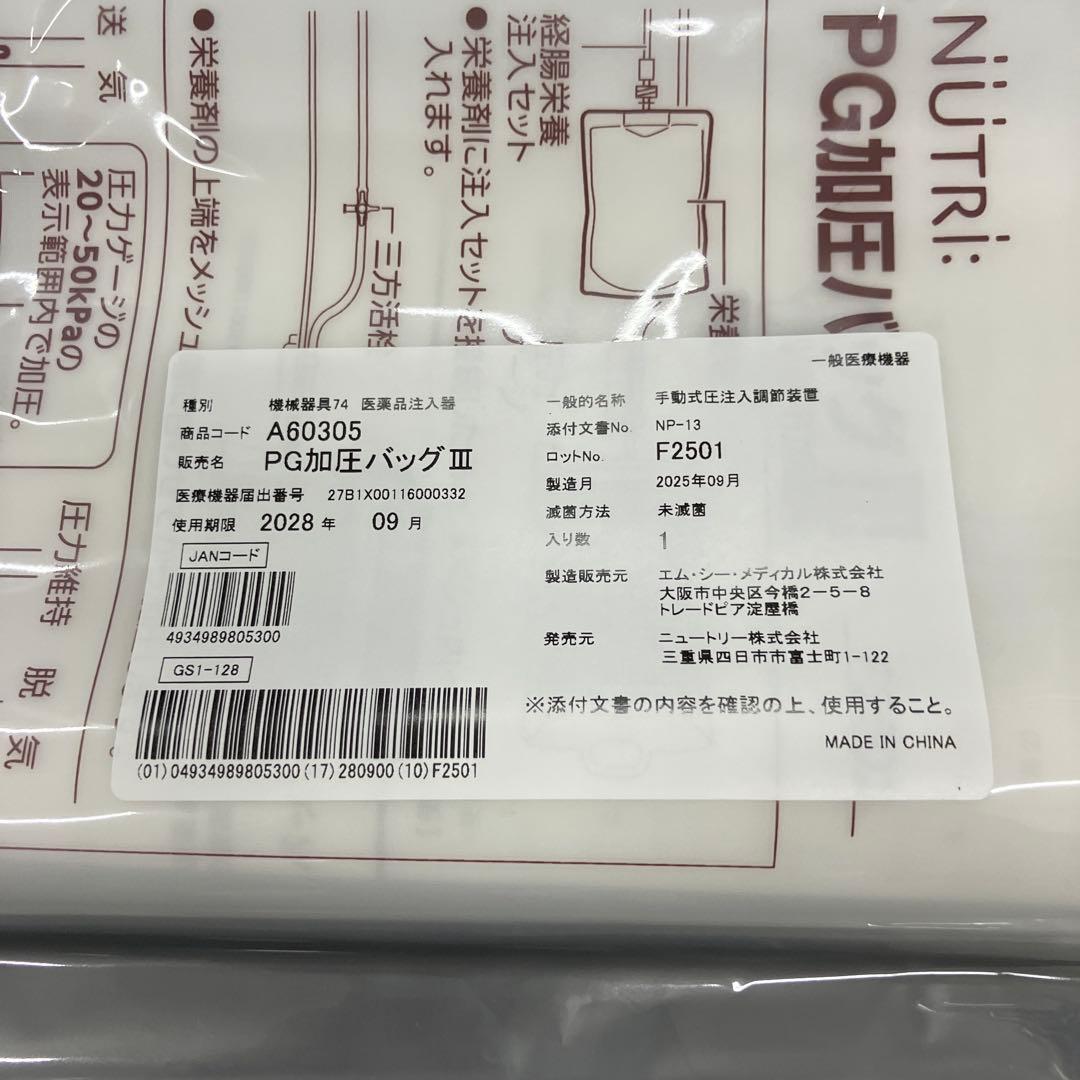 NÜTRi:
PG加圧バッ
経腸栄養
注入セット
●栄養剤に注入セットを
入れます。
栄養
三方活栓
●栄養剤の上端をメッシュ
送気
圧力ゲージの
20～50kPaの
表示範囲内で加圧。
圧力維持
脱気
一般医療機器
種別 機械器具74 医薬品注入器
商品コード A60305
販売名 PG加圧バッグⅢ
医療機器届出番号 27B1X00116000332
使用期限 2028年 09月
JANコード
4934989805300
GS1-128
(01)04934989805300(17)280900(10)F2501
一般的名称 手動式圧注入調節装置
添付文書No. NP-13
ロットNo. F2501
製造月 2025年09月
滅菌方法 未滅菌
入り数 1
製造販売元 エム・シー・メディカル株式会社
大阪市中央区今橋2-5-8
トレードピア淀屋橋
発売元 ニュートリー株式会社
三重県四日市市富士町1-122
※添付文書の内容を確認の上、使用すること。
MADE IN CHINA